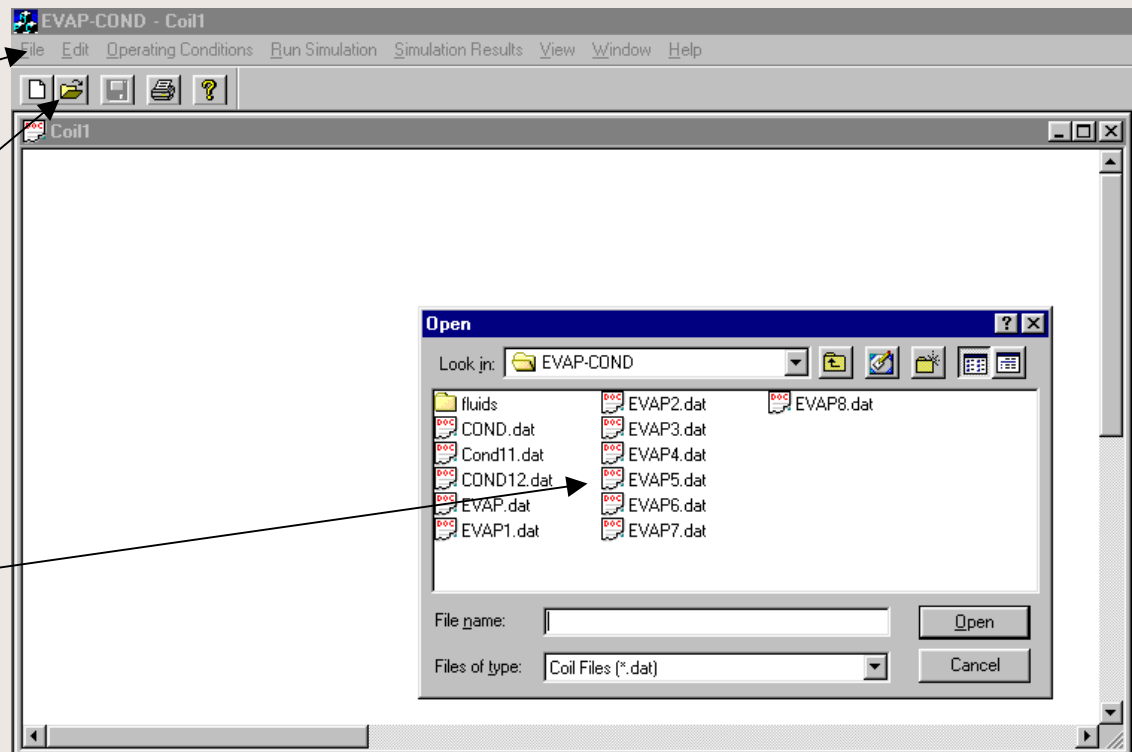 EVAP-COND - Coil1
File Edit Operating Conditions Run Simulation Simulation Results View Window Help
Coil1
Open
Look in: EVAP-COND
fluids
COND.dat
Cond11.dat
COND12.dat
EVAP.dat
EVAP1.dat
EVAP2.dat
EVAP3.dat
EVAP4.dat
EVAP5.dat
EVAP6.dat
EVAP7.dat
EVAP8.dat
File name:
Open
Files of type: Coil Files (*.dat)
Cancel